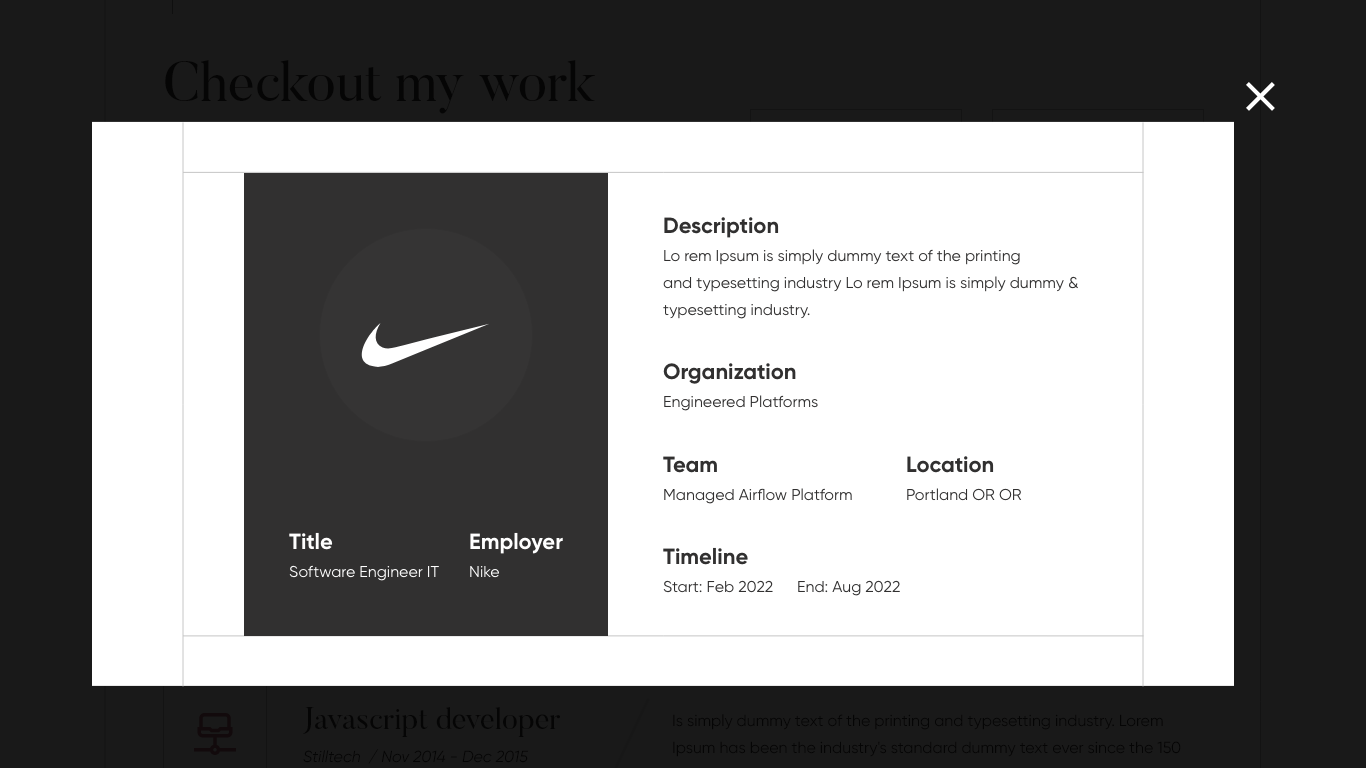 Checkout my work
Description
Lo rem Ipsum is simply dummy text of the printing
and typesetting industry Lo rem Ipsum is simply dummy &
typesetting industry.
Organization
Engineered Platforms
Team
Managed Airflow Platform
Location
Portland OR OR
Timeline
Start: Feb 2022 End: Aug 2022
Title
Software Engineer IT
Employer
Nike
Javascript developer
Stilltech / Nov 2014 - Dec 2015
Is simply dummy text of the printing and typesetting industry. Lorem
Ipsum has been the industry's standard dummy text ever since the 150